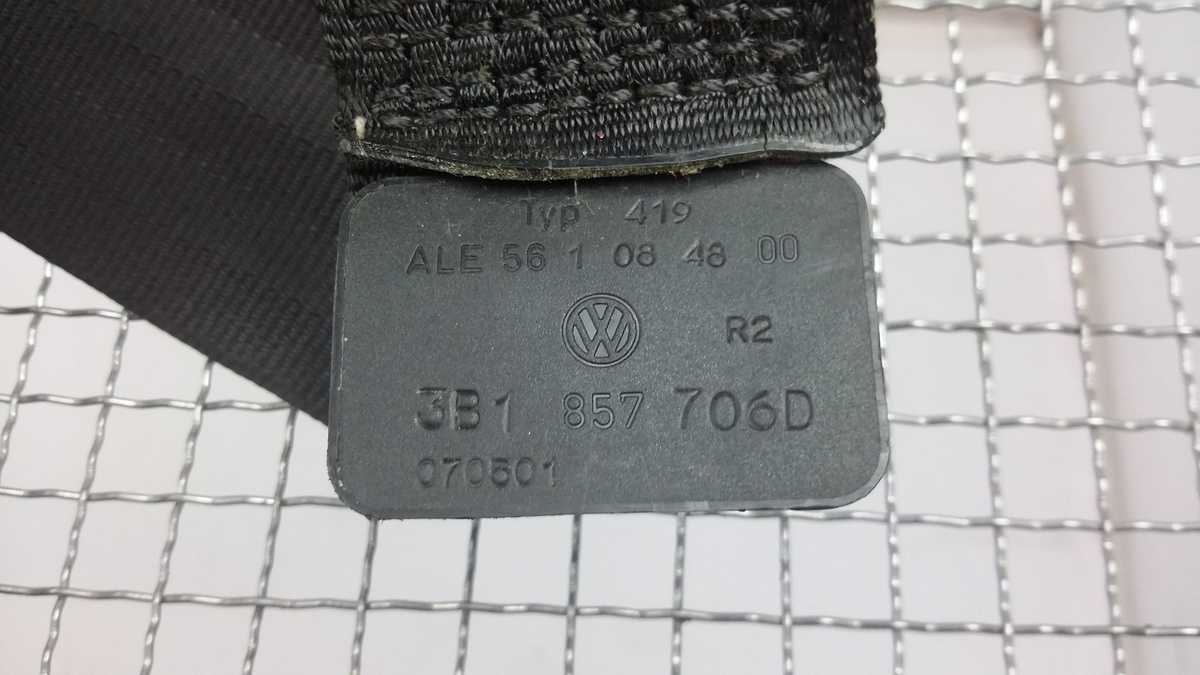 Typ 419
ALE 56 1 08 48 00
R2
3B1 857 706D
070501